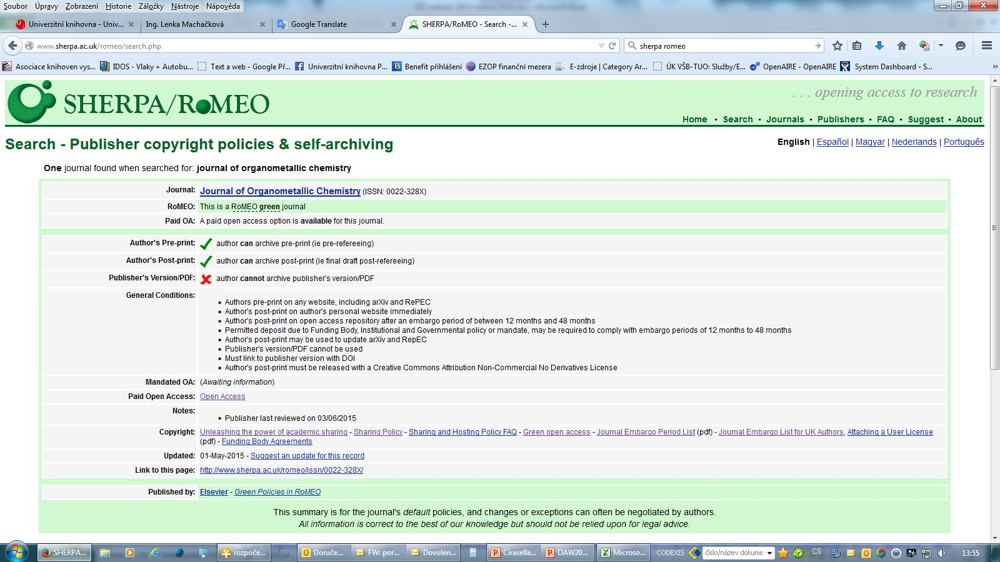 Soubor Úpravy Zobrazení Historie Záložky Nástroje Nápověda
Univerzitní knihovna - Univ... × Ing. Lenka Machačková × Google Translate × SHERPA/RoMEO - Search -... × +
www.sherpa.ac.uk/romeo/search.php sherpa romeo
Asociace knihoven vys... IDOS - Vlaky + Autobu... Text a web - Google Př... Univerzitní knihovna P... Benefit přihlášení EZOP finanční mezera E-zdroje | Category Ar... ÚK VŠB-TUO: Služby/E... OpenAIRE - OpenAIRE System Dashboard - S... »
SHERPA/RoMEO
. . . opening access to research
Home • Search • Journals • Publishers • FAQ • Suggest • About
Search - Publisher copyright policies & self-archiving
English | Español | Magyar | Nederlands | Português
One journal found when searched for: journal of organometallic chemistry
Journal: Journal of Organometallic Chemistry (ISSN: 0022-328X)
RoMEO: This is a RoMEO green journal
Paid OA: A paid open access option is available for this journal.
Author's Pre-print: author can archive pre-print (ie pre-refereeing)
Author's Post-print: author can archive post-print (ie final draft post-refereeing)
Publisher's Version/PDF: author cannot archive publisher's version/PDF
General Conditions:
• Authors pre-print on any website, including arXiv and RePEC
• Author's post-print on author's personal website immediately
• Author's post-print on open access repository after an embargo period of between 12 months and 48 months
• Permitted deposit due to Funding Body, Institutional and Governmental policy or mandate, may be required to comply with embargo periods of 12 months to 48 months
• Author's post-print may be used to update arXiv and RepEC
• Publisher's version/PDF cannot be used
• Must link to publisher version with DOI
• Author's post-print must be released with a Creative Commons Attribution Non-Commercial No Derivatives License
Mandated OA: (Awaiting information)
Paid Open Access: Open Access
Notes:
• Publisher last reviewed on 03/06/2015
Copyright: Unleashing the power of academic sharing - Sharing Policy - Sharing and Hosting Policy FAQ - Green open access - Journal Embargo Period List (pdf) - Journal Embargo List for UK Authors, Attaching a User License
(pdf) - Funding Body Agreements
Updated: 01-May-2015 - Suggest an update for this record
Link to this page: http://www.sherpa.ac.uk/romeo/issn/0022-328X/
Published by: Elsevier - Green Policies in RoMEO
This summary is for the journal's default policies, and changes or exceptions can often be negotiated by authors.
All information is correct to the best of our knowledge but should not be relied upon for legal advice.
SHERPA... rozpoče... Doruče... FW: por... Dovolen... Cirasella... OAW20... Microso... CODEXIS číslo/název dokume CS 13:55